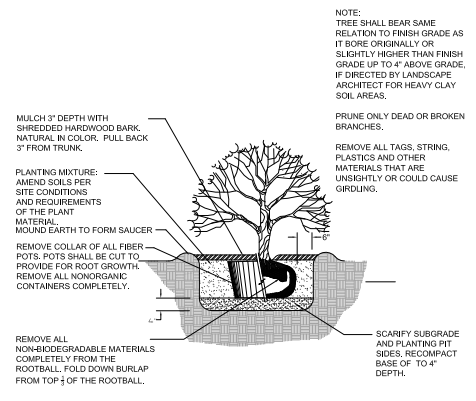 NOTE:
TREE SHALL BEAR SAME
RELATION TO FINISH GRADE AS
IT BORE ORIGINALLY OR
SLIGHTLY HIGHER THAN FINISH
GRADE UP TO 4" ABOVE GRADE,
IF DIRECTED BY LANDSCAPE
ARCHITECT FOR HEAVY CLAY
SOIL AREAS.
PRUNE ONLY DEAD OR BROKEN
BRANCHES.
REMOVE ALL TAGS, STRING,
PLASTICS AND OTHER
MATERIALS THAT ARE
UNSIGHTLY OR COULD CAUSE
GIRDLING.
MULCH 3" DEPTH WITH
SHREDDED HARDWOOD BARK.
NATURAL IN COLOR. PULL BACK
3" FROM TRUNK.
PLANTING MIXTURE:
AMEND SOILS PER
SITE CONDITIONS
AND REQUIREMENTS
OF THE PLANT
MATERIAL.
MOUND EARTH TO FORM SAUCER
REMOVE COLLAR OF ALL FIBER
POTS. POTS SHALL BE CUT TO
PROVIDE FOR ROOT GROWTH.
REMOVE ALL NONORGANIC
CONTAINERS COMPLETELY.
6"
REMOVE ALL
NON-BIODEGRADABLE MATERIALS
COMPLETELY FROM THE
ROOTBALL. FOLD DOWN BURLAP
FROM TOP OF THE ROOTBALL.
SCARIFY SUBGRADE
AND PLANTING PIT
SIDES. RECOMPACT
BASE OF TO 4"
DEPTH.